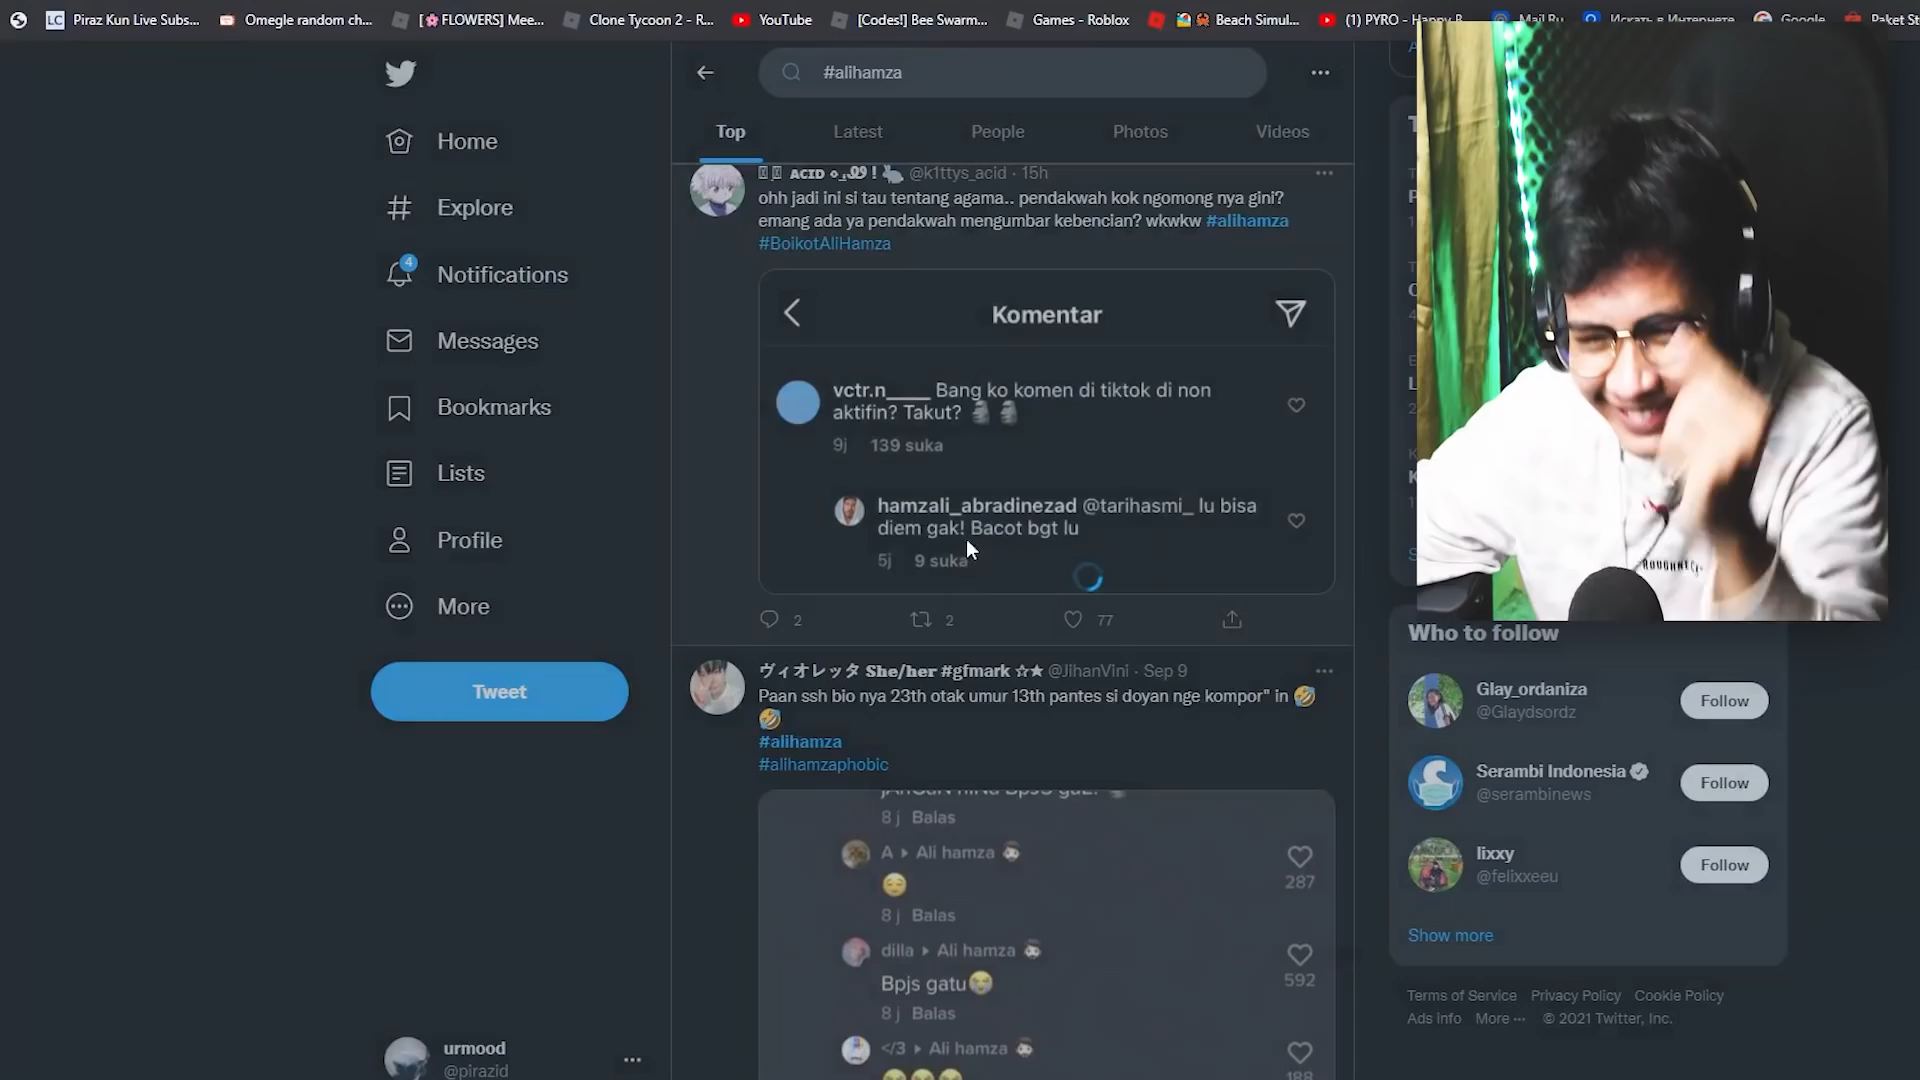 Piraz Kun Live Subs...
Omegle random ch...
[🌸FLOWERS] Mee...
Clone Tycoon 2 - R...
YouTube
[Codes!] Bee Swarm...
Games - Roblox
Beach Simul...
(1) PYRO - Happy B
Mail.Ru
Искать в Интернете
Google
Paket St
#alihamza
Home
Explore
4
Notifications
Messages
Bookmarks
Lists
Profile
More
Tweet
urmood
@pirazid
Top
Latest
People
Photos
Videos
ACID @k1ttys_acid · 15h
ohh jadi ini si tau tentang agama.. pendakwah kok ngomong nya gini?
emang ada ya pendakwah mengumbar kebencian? wkwkw #alihamza
#BoikotAliHamza
Komentar
vctr.n____ Bang ko komen di tiktok di non
aktifin? Takut? 🗿🗿
9j 139 suka
hamzali_abradinezad @tarihasmi_ lu bisa
diem gak! Bacot bgt lu
5j 9 suka
2 2 77
ヴィオレッタ She/her #gfmark ☆★ @JihanVini · Sep 9
Paan ssh bio nya 23th otak umur 13th pantes si doyan nge kompor" in 🤣
🤣
#alihamza
#alihamzaphobic
8 j Balas
A ▸ Ali hamza
😌
287
8 j Balas
dilla ▸ Ali hamza
Bpjs gatu😭
592
8 j Balas
</3 ▸ Ali hamza
188
ROUGHNECK
Who to follow
Glay_ordaniza
@Glaydsordz
Follow
Serambi Indonesia
@serambinews
Follow
lixxy
@felixxeeu
Follow
Show more
Terms of Service Privacy Policy Cookie Policy
Ads info More ··· © 2021 Twitter, Inc.